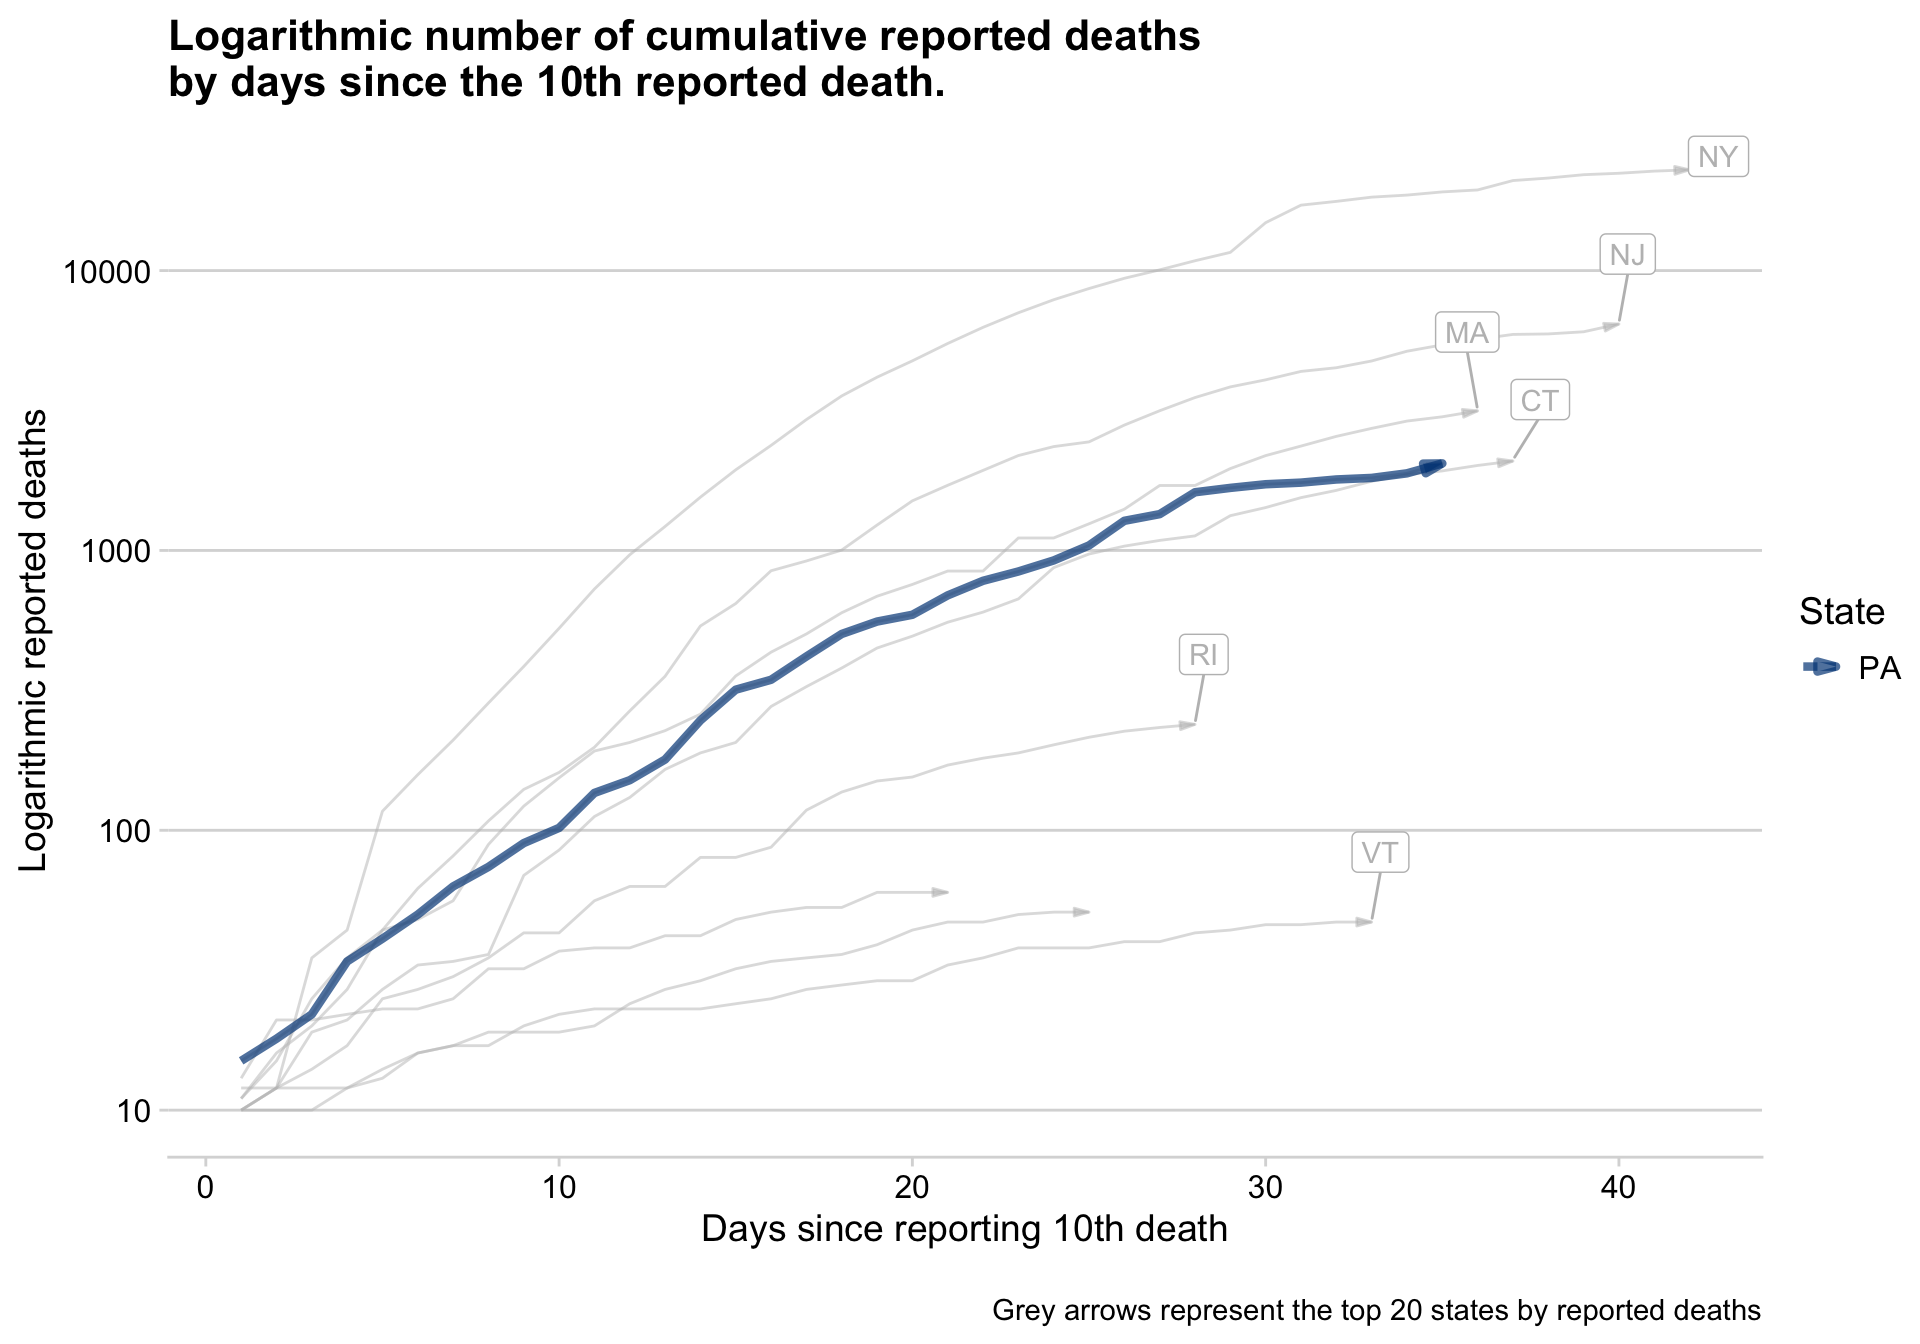 Logarithmic number of cumulative reported deaths
by days since the 10th reported death.
NY
NJ
MA
CT
RI
VT
10000
1000
100
10
Logarithmic reported deaths
0 10 20 30 40
Days since reporting 10th death
State
PA
Grey arrows represent the top 20 states by reported deaths